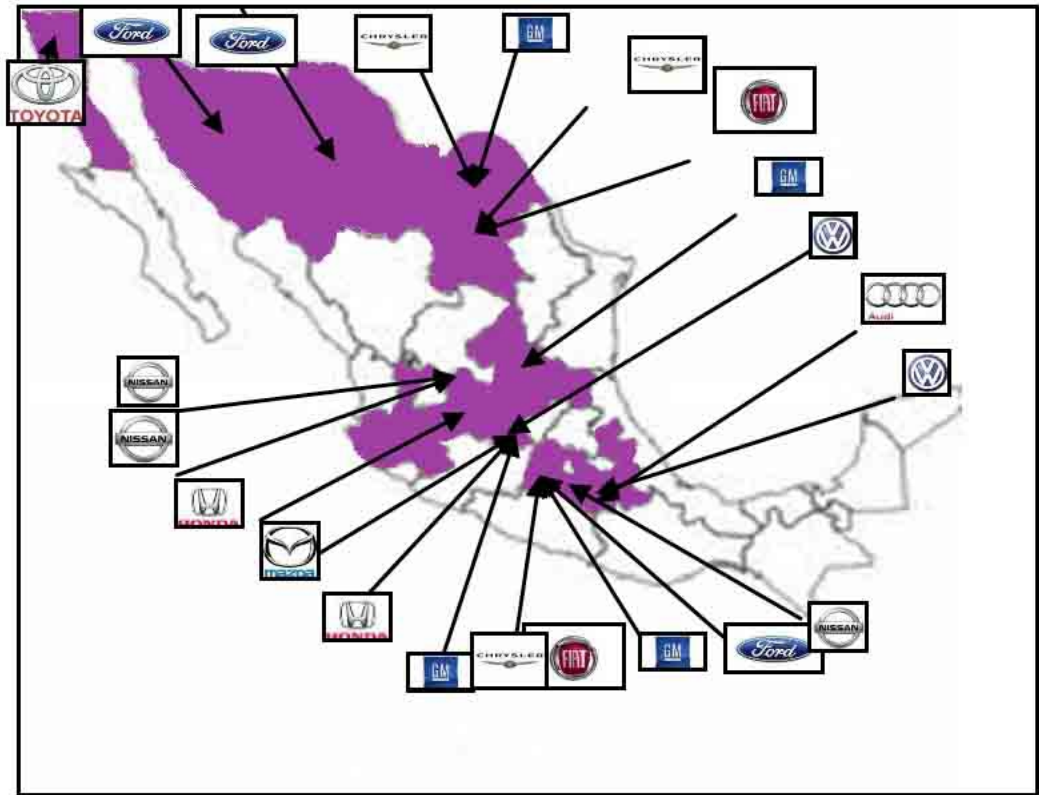 Ford
Ford
CHRYSLER
GM
CHRYSLER
TOYOTA
FIAT
GM
Audi
NISSAN
NISSAN
HONDA
mazda
HONDA
GM
CHRYSLER
FIAT
GM
Ford
NISSAN